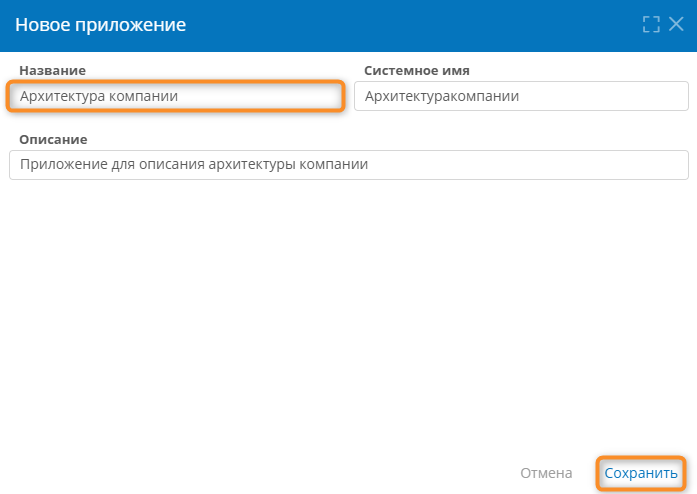 Новое приложение
Название
Системное имя
Архитектура компании
Архитектуракомпании
Описание
Приложение для описания архитектуры компании
Отмена
Сохранить